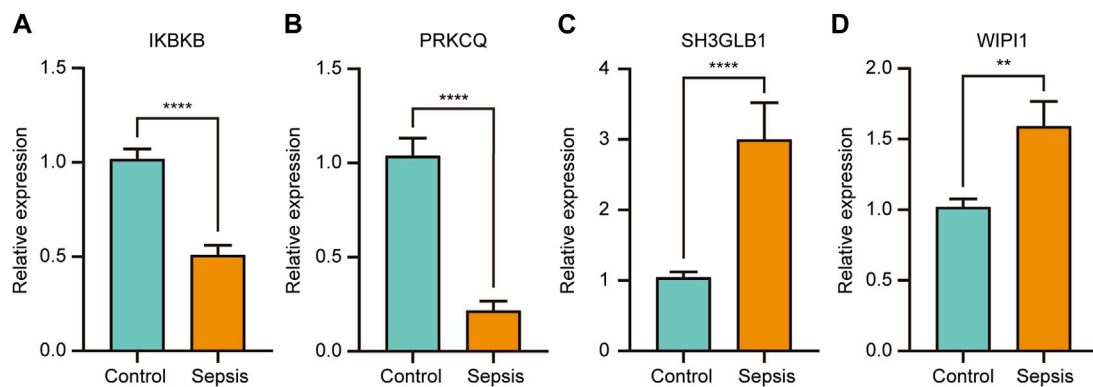 A
IKBKB
Relative expression
1.5
1.0
0.5
0.0
****
Control
Sepsis
B
PRKCQ
Relative expression
1.5
1.0
0.5
0.0
****
Control
Sepsis
C
SH3GLB1
Relative expression
4
3
2
1
0
****
Control
Sepsis
D
WIPI1
Relative expression
2.0
1.5
1.0
0.5
0.0
**
Control
Sepsis